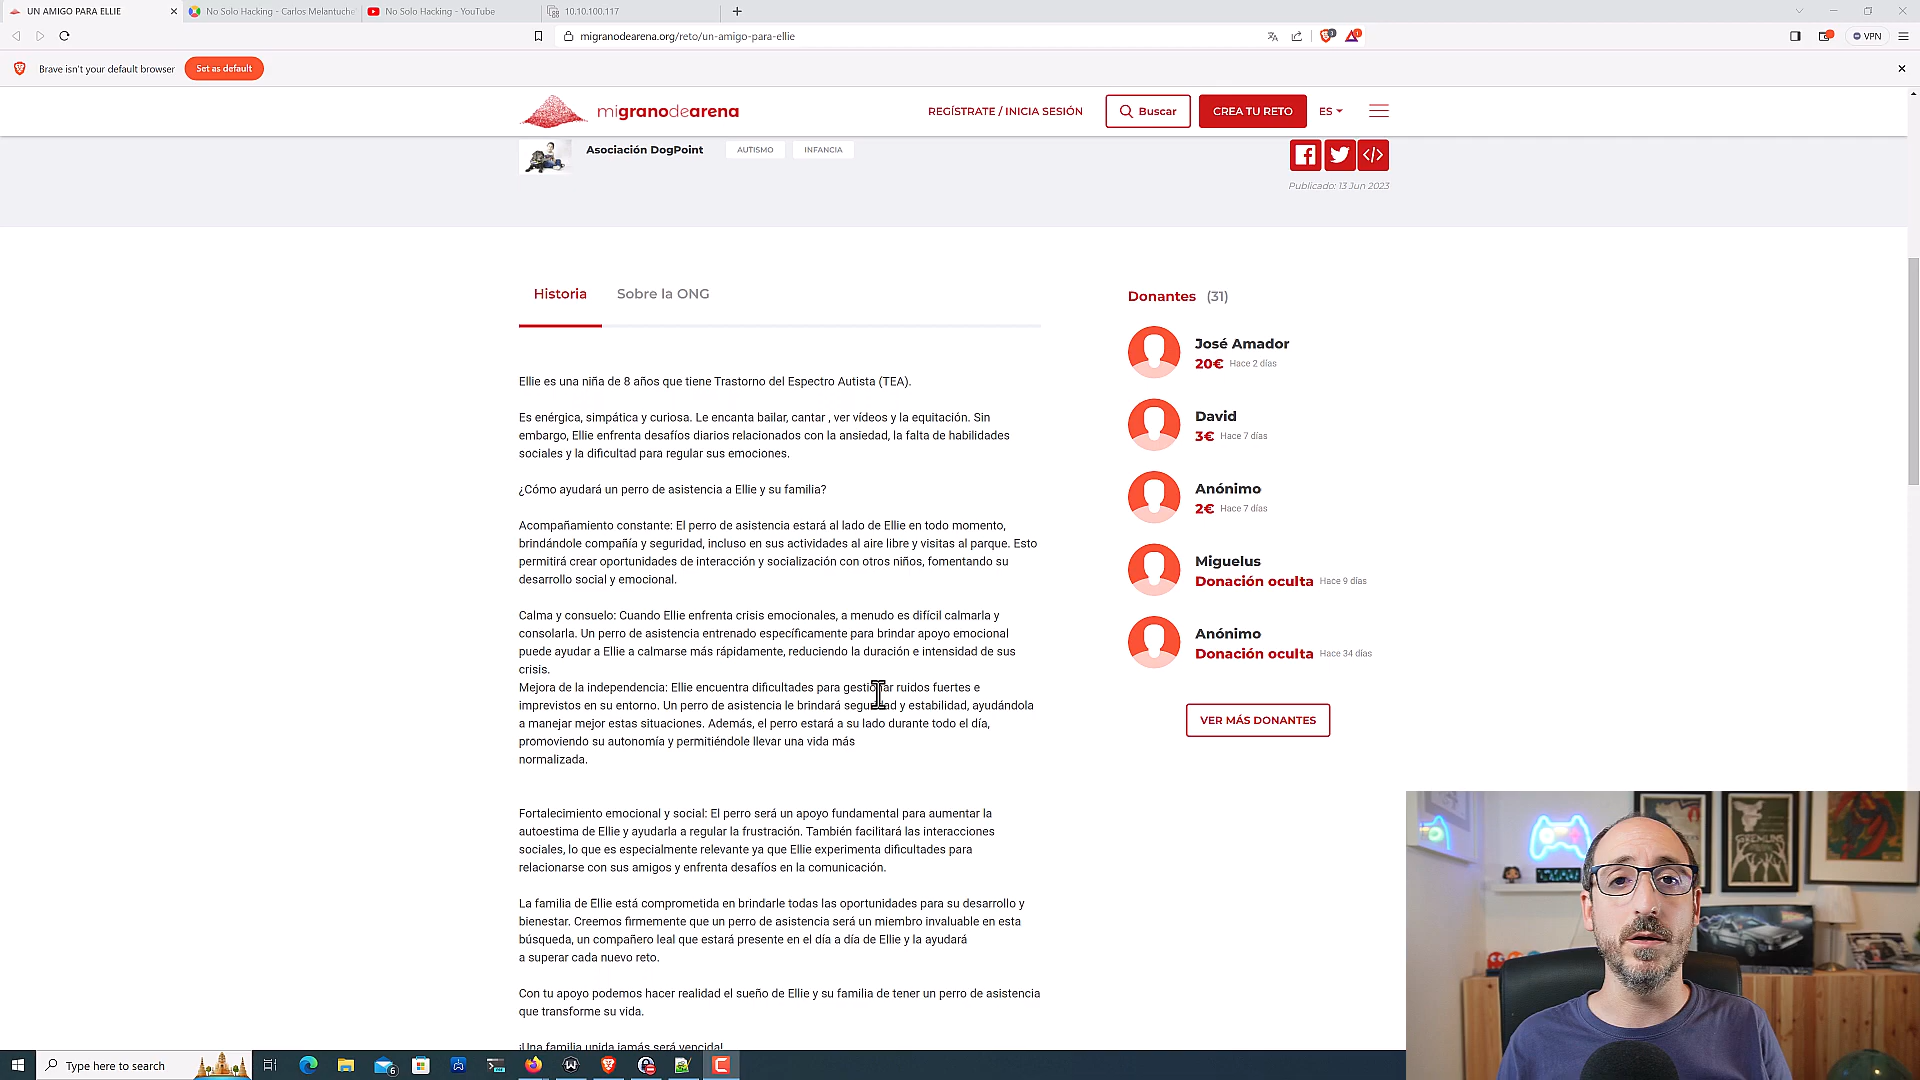 UN AMIGO PARA ELLIE
No Solo Hacking - Carlos Melantuche
No Solo Hacking - YouTube
10.10.100.117
migranodearena.org/reto/un-amigo-para-ellie
VPN
Brave isn't your default browser
Set as default
migranodearena
REGÍSTRATE / INICIA SESIÓN
Buscar
CREA TU RETO
ES
Asociación DogPoint
AUTISMO
INFANCIA
Publicado: 13 Jun 2023
Historia
Sobre la ONG
Ellie es una niña de 8 años que tiene Trastorno del Espectro Autista (TEA).
Es enérgica, simpática y curiosa. Le encanta bailar, cantar , ver vídeos y la equitación. Sin
embargo, Ellie enfrenta desafíos diarios relacionados con la ansiedad, la falta de habilidades
sociales y la dificultad para regular sus emociones.
¿Cómo ayudará un perro de asistencia a Ellie y su familia?
Acompañamiento constante: El perro de asistencia estará al lado de Ellie en todo momento,
brindándole compañía y seguridad, incluso en sus actividades al aire libre y visitas al parque. Esto
permitirá crear oportunidades de interacción y socialización con otros niños, fomentando su
desarrollo social y emocional.
Calma y consuelo: Cuando Ellie enfrenta crisis emocionales, a menudo es difícil calmarla y
consolarla. Un perro de asistencia entrenado específicamente para brindar apoyo emocional
puede ayudar a Ellie a calmarse más rápidamente, reduciendo la duración e intensidad de sus
crisis.
Mejora de la independencia: Ellie encuentra dificultades para gestionar ruidos fuertes e
imprevistos en su entorno. Un perro de asistencia le brindará seguridad y estabilidad, ayudándola
a manejar mejor estas situaciones. Además, el perro estará a su lado durante todo el día,
promoviendo su autonomía y permitiéndole llevar una vida más
normalizada.
Fortalecimiento emocional y social: El perro será un apoyo fundamental para aumentar la
autoestima de Ellie y ayudarla a regular la frustración. También facilitará las interacciones
sociales, lo que es especialmente relevante ya que Ellie experimenta dificultades para
relacionarse con sus amigos y enfrenta desafíos en la comunicación.
La familia de Ellie está comprometida en brindarle todas las oportunidades para su desarrollo y
bienestar. Creemos firmemente que un perro de asistencia será un miembro invaluable en esta
búsqueda, un compañero leal que estará presente en el día a día de Ellie y la ayudará
a superar cada nuevo reto.
Con tu apoyo podemos hacer realidad el sueño de Ellie y su familia de tener un perro de asistencia
que transforme su vida.
¡Una familia unida jamás será vencida!
Donantes (31)
José Amador
20€ Hace 2 días
David
3€ Hace 7 días
Anónimo
2€ Hace 7 días
Miguelus
Donación oculta Hace 9 días
Anónimo
Donación oculta Hace 34 días
VER MÁS DONANTES
GREMLINS
Type here to search
6